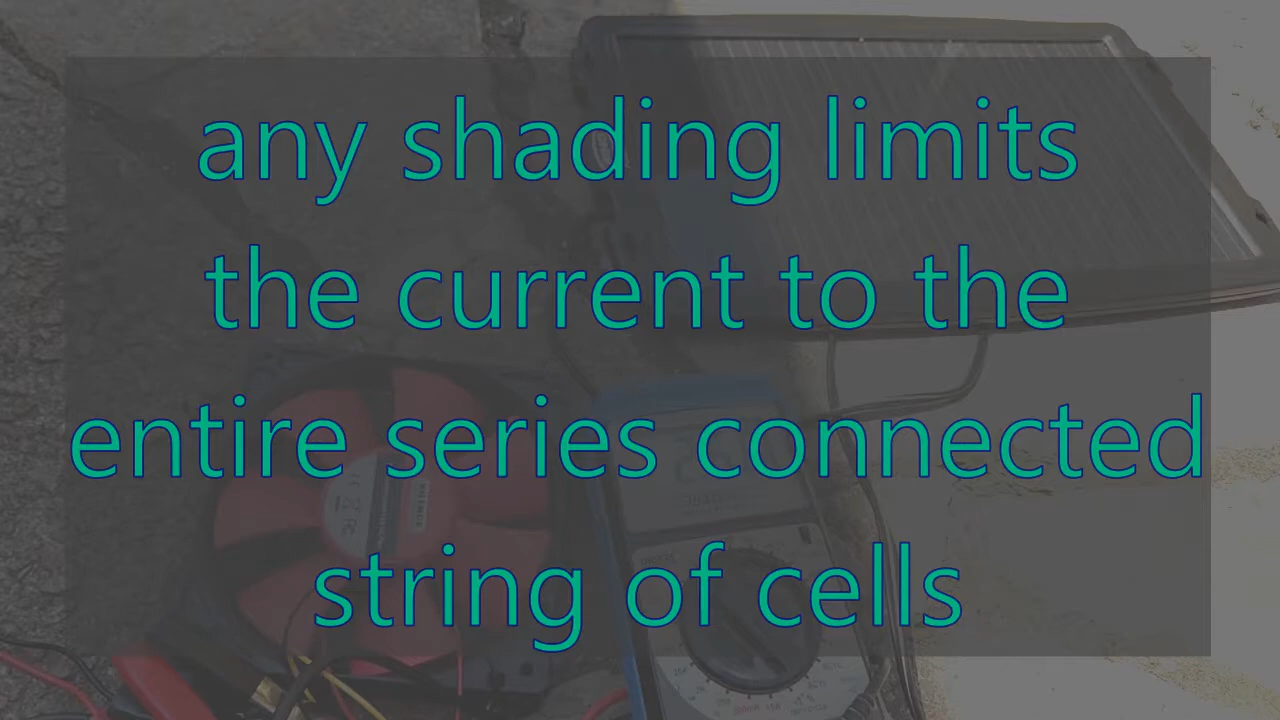 any shading limits
the current to the
entire series connected
string of cells